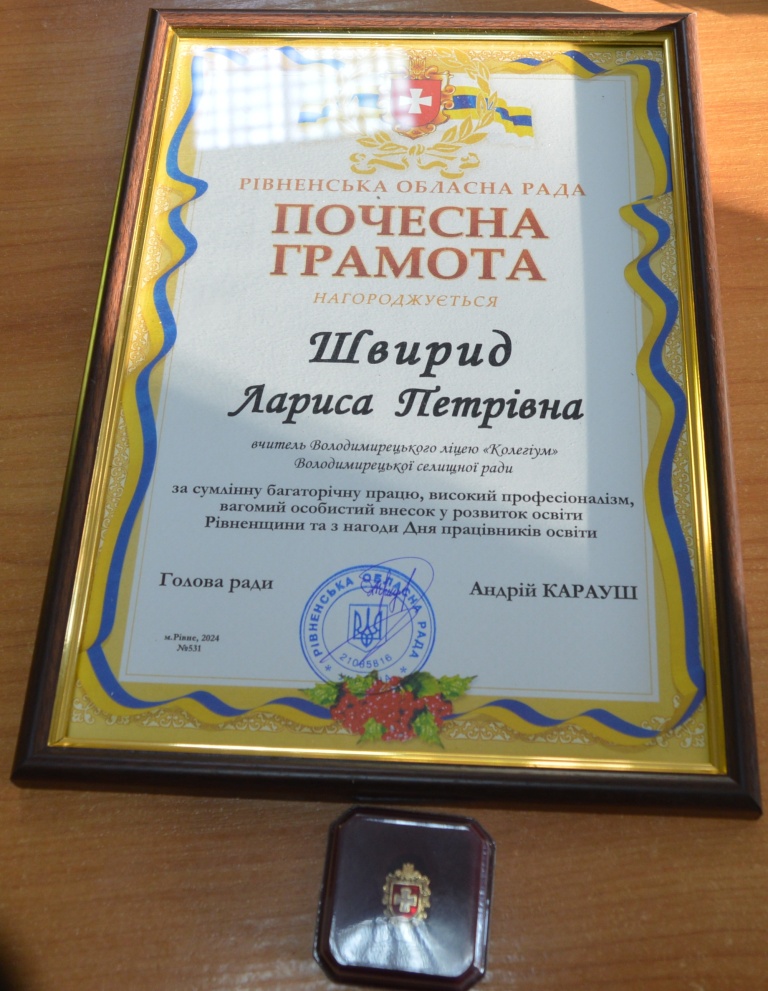 РІВНЕНСЬКА ОБЛАСНА РАДА
ПОЧЕСНА
ГРАМОТА
НАГОРОДЖУЄТЬСЯ
Швирид
Лариса Петрівна
вчитель Володимирецького ліцею «Колегіум»
Володимирецької селищної ради
за сумлінну багаторічну працю, високий професіоналізм,
вагомий особистий внесок у розвиток освіти
Рівненщини та з нагоди Дня працівників освіти
Голова ради
Андрій КАРАУШ
РІВНЕНСЬКА ОБЛАСНА РАДА
21085816
м.Рівне, 2024
№531